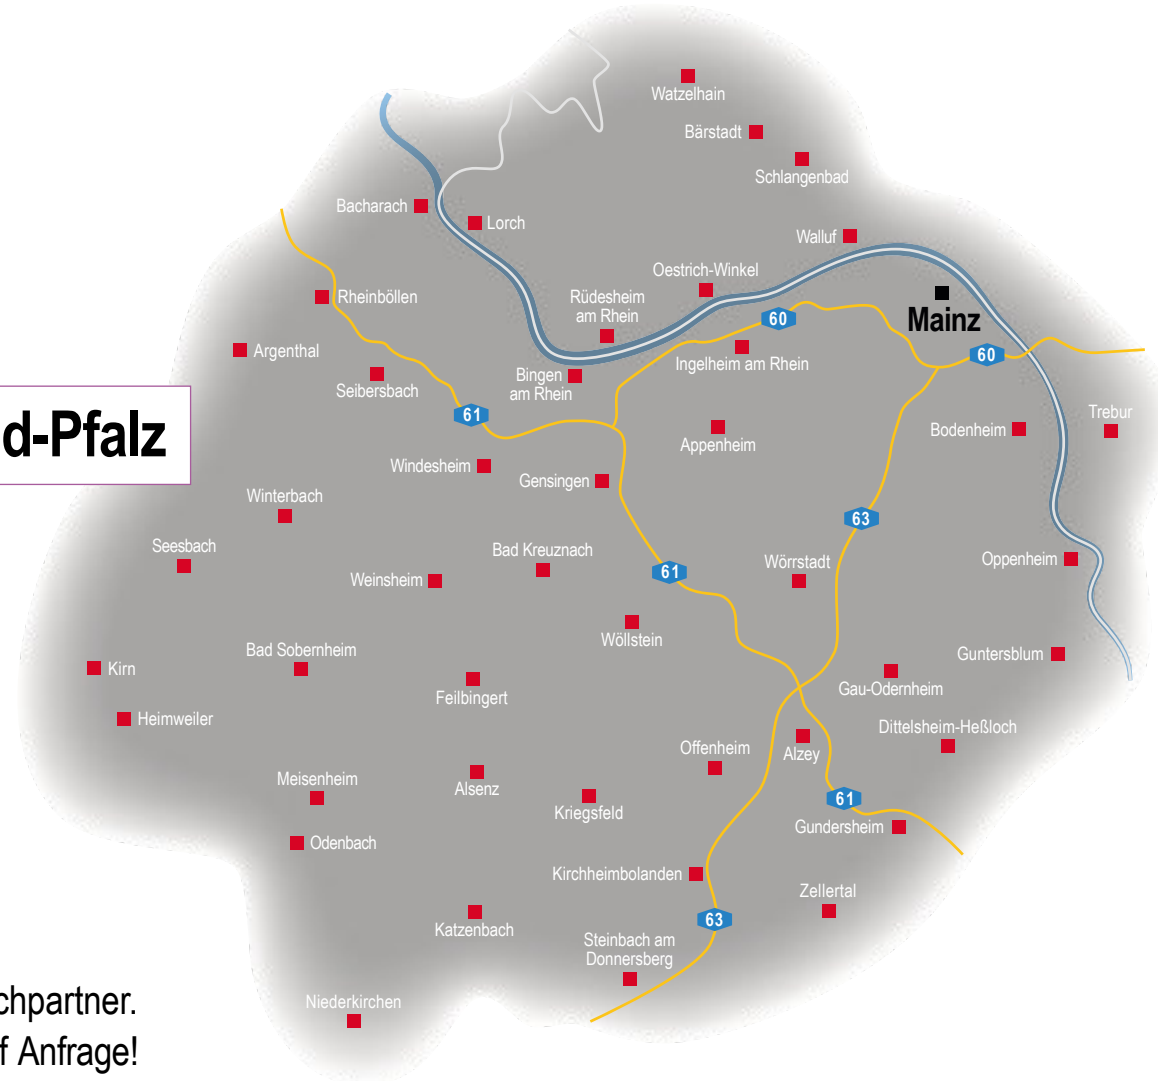 Watzelhain
Bärstadt
Schlangenbad
Bacharach
Lorch
Walluf
Oestrich-Winkel
Rheinböllen
Rüdesheim
am Rhein
60
Mainz
Argenthal
Ingelheim am Rhein
60
Seibersbach
Bingen
am Rhein
61
d-Pfalz
Trebur
Bodenheim
Appenheim
Windesheim
Gensingen
Winterbach
63
Seesbach
Bad Kreuznach
Weinsheim
61
Wörrstadt
Oppenheim
Wöllstein
Bad Sobernheim
Kirn
Guntersblum
Feilbingert
Gau-Odernheim
Heimweiler
Dittelsheim-Heßloch
Offenheim
Alzey
Meisenheim
Alsenz
61
Kriegsfeld
Gundersheim
Odenbach
Kirchheimbolanden
Zellertal
63
Katzenbach
Steinbach am
Donnersberg
Niederkirchen
chpartner.
f Anfrage!